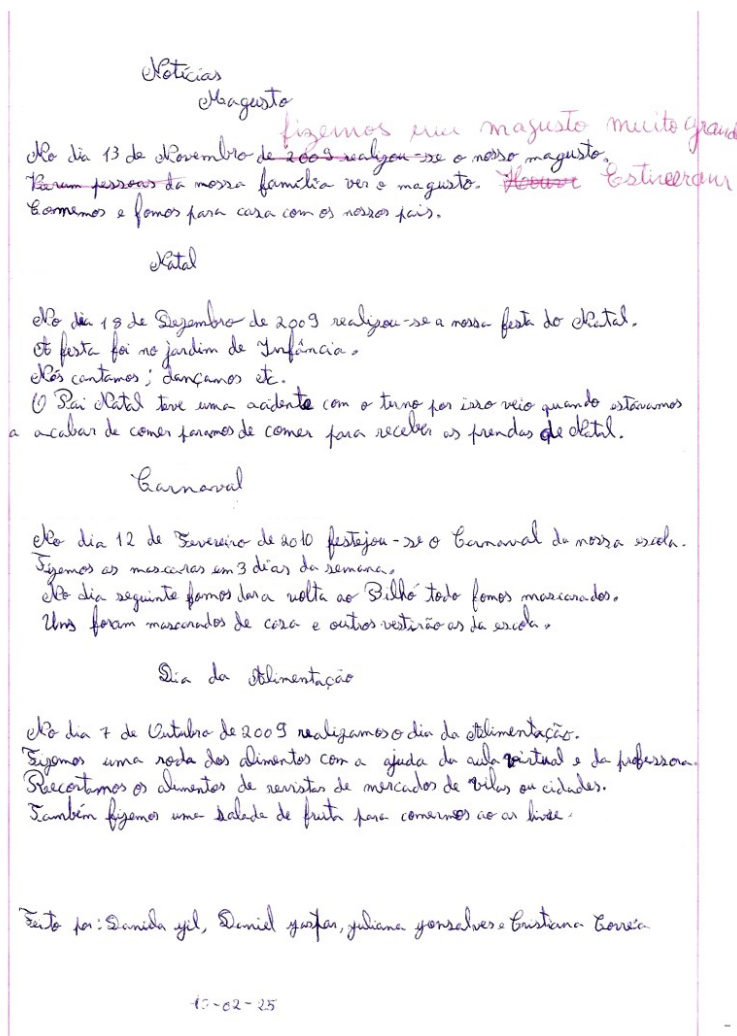 Notícias
Magusto
fizemos um magusto muito grand
No dia 13 de Novembro de 2009 realizou-se o nosso magusto.
Varam pessoas da nossa família ver o magusto. Houve Estiveram
Comemos e fomos para casa com os nossos pais.
Natal
No dia 18 de Dezembro de 2009 realizou-se a nossa festa do Natal.
A festa foi no jardim de Infância.
Nós cantamos; dançamos etc.
O Pai Natal teve uma acidente com o turno por isso veio quando estávamos
a acabar de comer paramos de comer para receber as prendas de Natal.
Carnaval
No dia 12 de Fevereiro de 2010 festejou-se o Carnaval da nossa escola.
Fizemos as mascaras em 3 dias da semana.
No dia seguinte fomos dar a volta ao Bilhó todo fomos mascarados.
Uns foram mascarados de casa e outros vestirão as da escola.
Dia da Alimentação
No dia 7 de Outubro de 2009 realizamos o dia da Alimentação.
Fizemos uma roda dos alimentos com a ajuda da aula virtual e da professora.
Recortamos os alimentos de revistas de mercados de vilas ou cidades.
Também fizemos uma salada de fruta para comermos ao ar livre.
Feito por: Daniela gil, Daniel gaspar, juliana gonsalves e Cristiana Correia
10-02-25